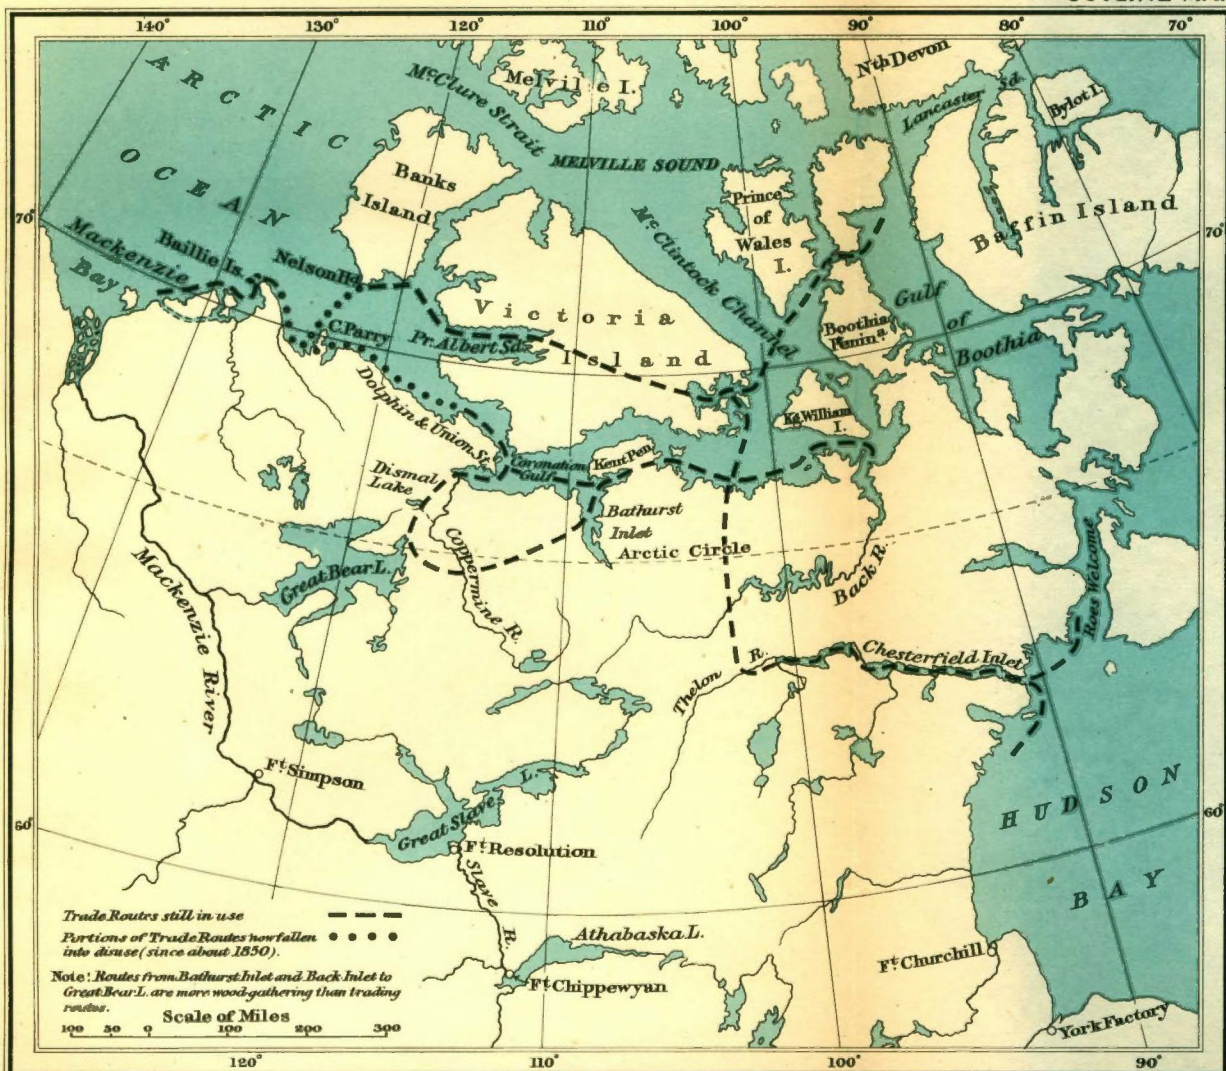 140°
130°
120°
110°
100°
90°
80°
70°
ARCTIC
OCEAN
McClure Strait
Melville I.
MELVILLE SOUND
Nth Devon
Lancaster Sd.
Bylot I.
Banks
Island
Prince
of
Wales
I.
Baffin Island
70°
70°
Mackenzie
Bay
Baillie Is.
Nelson Hd.
McClintock Channel
Victoria
Island
C. Parry
Pr. Albert Sd.
Boothia
Penin.a
Gulf
of
Boothia
Dolphin & Union St.
Kg. William
I.
Coronation
Gulf
Kent Pen.
Dismal
Lake
Bathurst
Inlet
Arctic Circle
Coppermine R.
Great Bear L.
Back R.
Roes Welcome
Mackenzie River
Thelon R.
Chesterfield Inlet
Ft. Simpson
Great Slave L.
Ft. Resolution
Slave R.
HUDSON
BAY
60°
60°
Athabaska L.
Ft. Chippewyan
Ft. Churchill
York Factory
Trade Routes still in use
Portions of Trade Routes now fallen
into disuse (since about 1850).
Note: Routes from Bathurst Inlet and Back Inlet to
Great Bear L. are more wood-gathering than trading
routes.
Scale of Miles
100 50 0 100 200 300
120°
110°
100°
90°